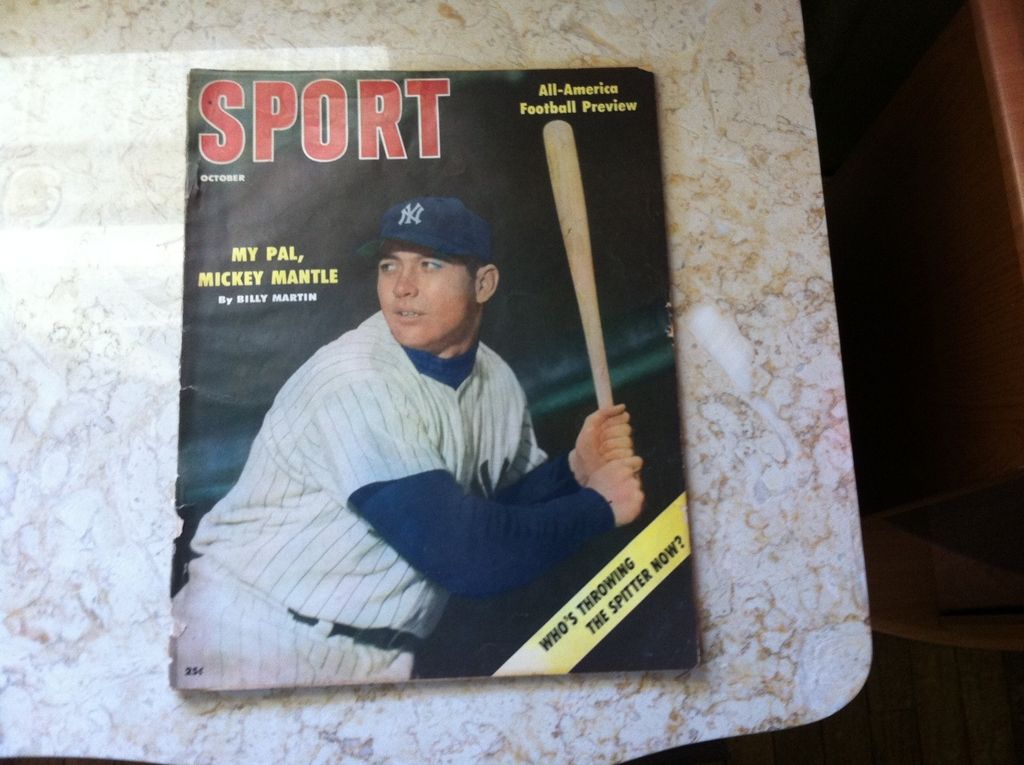 SPORT
All-America
Football Preview
OCTOBER
NY
MY PAL,
MICKEY MANTLE
By BILLY MARTIN
WHO'S THROWING
THE SPITTER NOW?
25¢